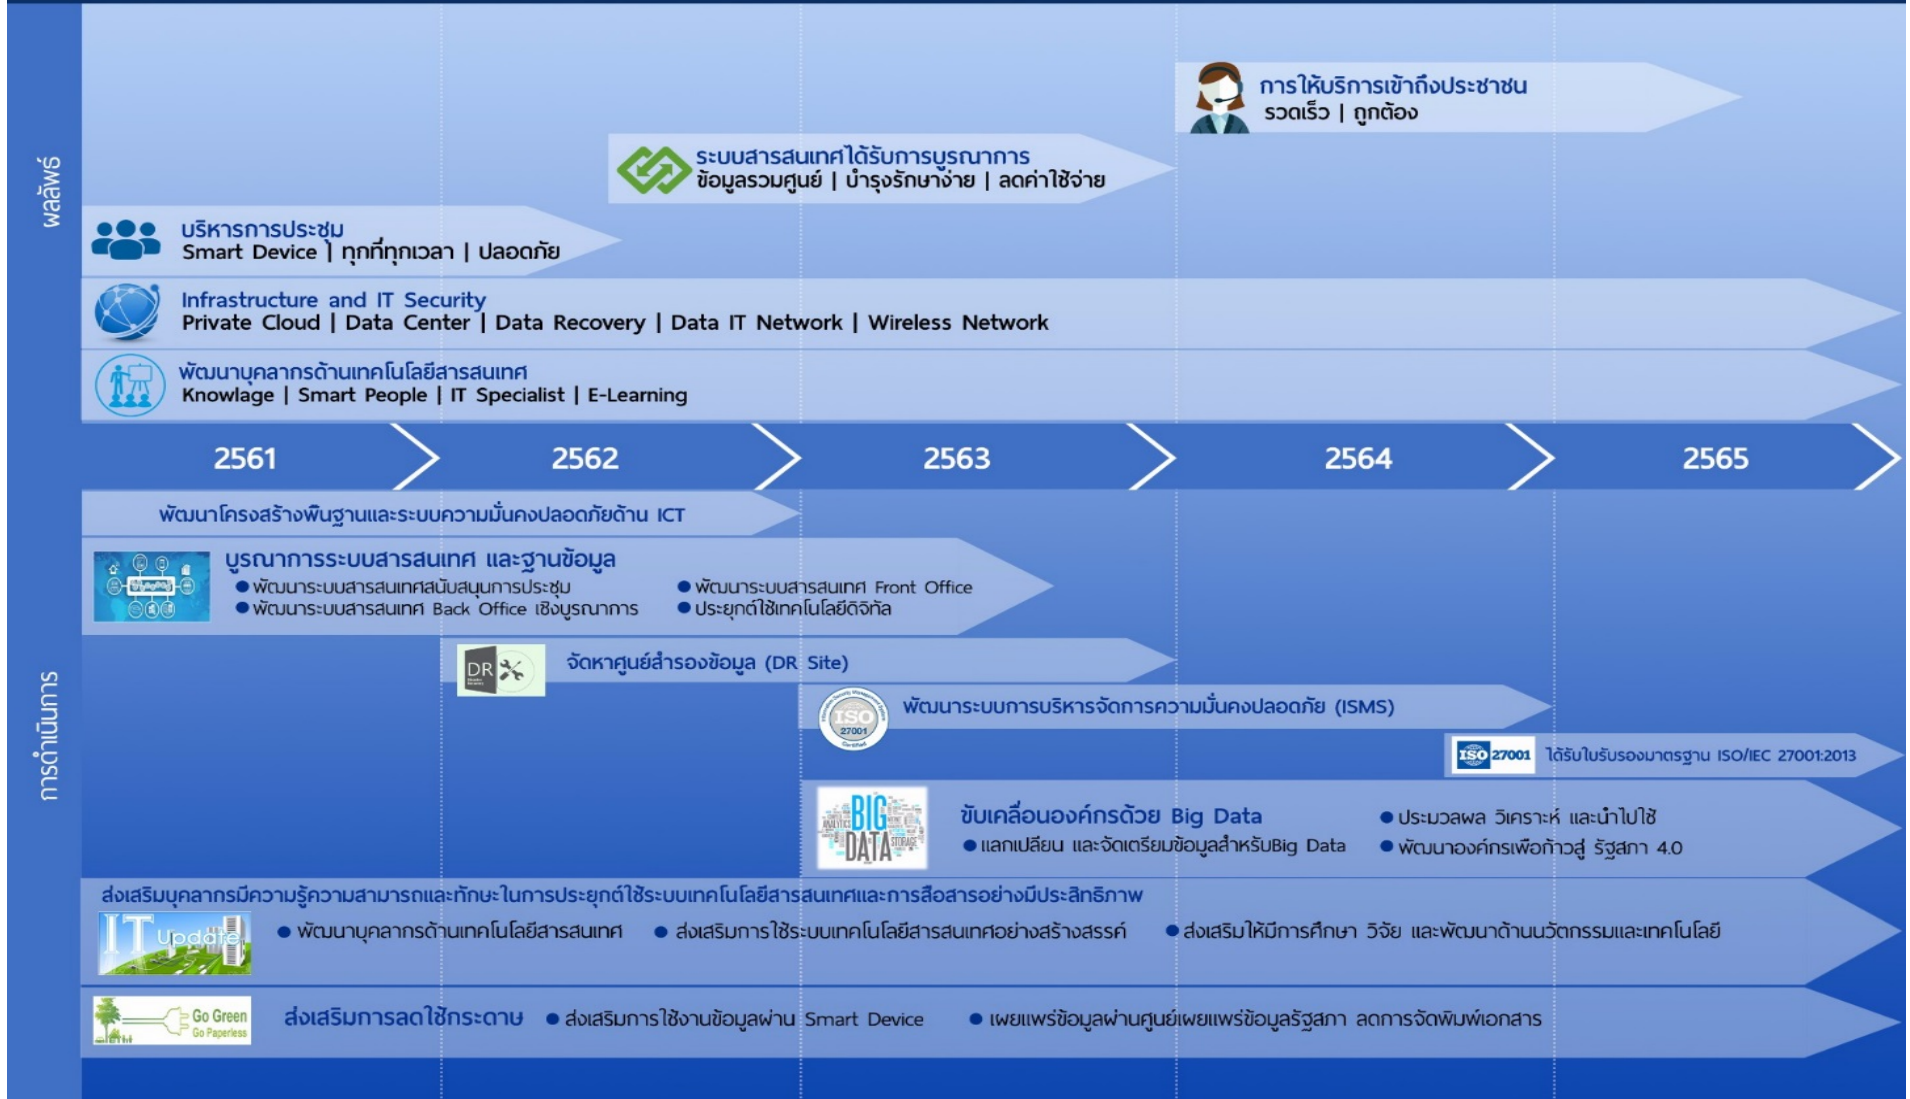 ผลลัพธ์
การให้บริการเข้าถึงประชาชน
รวดเร็ว | ถูกต้อง
ระบบสารสนเทศได้รับการบูรณาการ
ข้อมูลรวมศูนย์ | บำรุงรักษาง่าย | ลดค่าใช้จ่าย
บริหารการประชุม
Smart Device | ทุกที่ทุกเวลา | ปลอดภัย
Infrastructure and IT Security
Private Cloud | Data Center | Data Recovery | Data IT Network | Wireless Network
พัฒนาบุคลากรด้านเทคโนโลยีสารสนเทศ
Knowlage | Smart People | IT Specialist | E-Learning
2561 2562 2563 2564 2565
การดำเนินการ
พัฒนาโครงสร้างพื้นฐานและระบบความมั่นคงปลอดภัยด้าน ICT
บูรณาการระบบสารสนเทศ และฐานข้อมูล
● พัฒนาระบบสารสนเทศสนับสนุนการประชุม ● พัฒนาระบบสารสนเทศ Front Office
● พัฒนาระบบสารสนเทศ Back Office เชิงบูรณาการ ● ประยุกต์ใช้เทคโนโลยีดิจิทัล
DR
จัดหาศูนย์สำรองข้อมูล (DR Site)
ISO
27001
Certified
พัฒนาระบบการบริหารจัดการความมั่นคงปลอดภัย (ISMS)
ISO 27001 ได้รับใบรับรองมาตรฐาน ISO/IEC 27001:2013
BIG
DATA
ANALYTICS
STORAGE
ขับเคลื่อนองค์กรด้วย Big Data ● ประมวลผล วิเคราะห์ และนำไปใช้
● แลกเปลี่ยน และจัดเตรียมข้อมูลสำหรับBig Data ● พัฒนาองค์กรเพื่อก้าวสู่ รัฐสภา 4.0
ส่งเสริมบุคลากรมีความรู้ความสามารถและทักษะในการประยุกต์ใช้ระบบเทคโนโลยีสารสนเทศและการสื่อสารอย่างมีประสิทธิภาพ
IT Update
● พัฒนาบุคลากรด้านเทคโนโลยีสารสนเทศ ● ส่งเสริมการใช้ระบบเทคโนโลยีสารสนเทศอย่างสร้างสรรค์ ● ส่งเสริมให้มีการศึกษา วิจัย และพัฒนาด้านนวัตกรรมและเทคโนโลยี
Go Green
Go Paperless
ส่งเสริมการลดใช้กระดาษ ● ส่งเสริมการใช้งานข้อมูลผ่าน Smart Device ● เผยแพร่ข้อมูลผ่านศูนย์เผยแพร่ข้อมูลรัฐสภา ลดการจัดพิมพ์เอกสาร